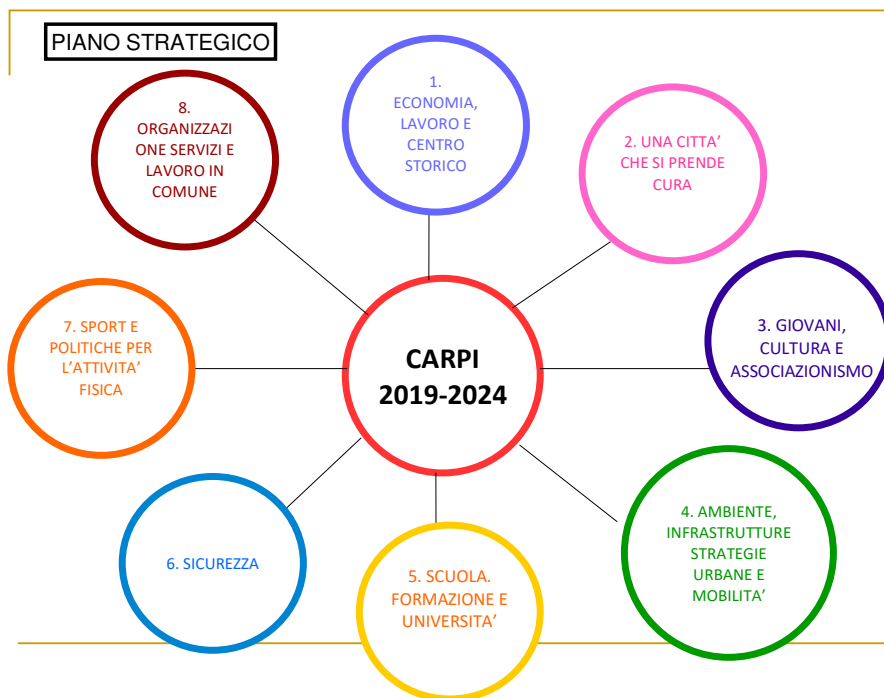 PIANO STRATEGICO
1.
ECONOMIA,
LAVORO E
CENTRO
STORICO
2. UNA CITTA’
CHE SI PRENDE
CURA
3. GIOVANI,
CULTURA E
ASSOCIAZIONISMO
4. AMBIENTE,
INFRASTRUTTURE
STRATEGIE
URBANE E
MOBILITA’
5. SCUOLA.
FORMAZIONE E
UNIVERSITA’
6. SICUREZZA
7. SPORT E
POLITICHE PER
L’ATTIVITA’
FISICA
8.
ORGANIZZAZI
ONE SERVIZI E
LAVORO IN
COMUNE
CARPI
2019-2024